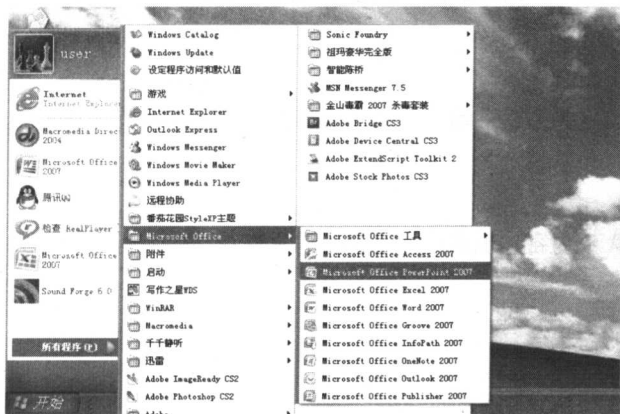 user
Internet
Internet Explorer
Macromedia Direc
2004
Microsoft Office
2007
腾讯QQ
检查 RealPlayer
Microsoft Office
2007
Sound Forge 6.0
所有程序(P)
开始
Windows Catalog
Windows Update
设定程序访问和默认值
游戏
Internet Explorer
Outlook Express
Windows Messenger
Windows Movie Maker
Windows Media Player
远程协助
番茄花园StyleXP主题
Microsoft Office
附件
启动
写作之星WDS
WinRAR
Macromedia
千千静听
迅雷
Adobe ImageReady CS2
Adobe Photoshop CS2
Adobe
Sonic Foundry
祖玛豪华完全版
智能陈桥
MSN Messenger 7.5
金山毒霸 2007 杀毒套装
Adobe Bridge CS3
Adobe Device Central CS3
Adobe ExtendScript Toolkit 2
Adobe Stock Photos CS3
Microsoft Office 工具
Microsoft Office Access 2007
Microsoft Office PowerPoint 2007
Microsoft Office Excel 2007
Microsoft Office Word 2007
Microsoft Office Groove 2007
Microsoft Office InfoPath 2007
Microsoft Office OneNote 2007
Microsoft Office Outlook 2007
Microsoft Office Publisher 2007